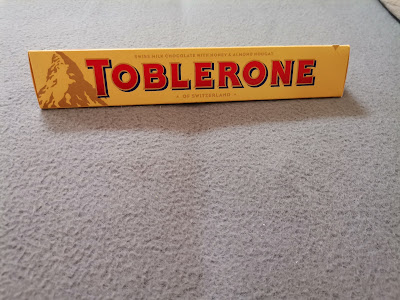 SWISS MILK CHOCOLATE WITH HONEY & ALMOND NOUGAT
TOBLERONE
OF SWITZERLAND